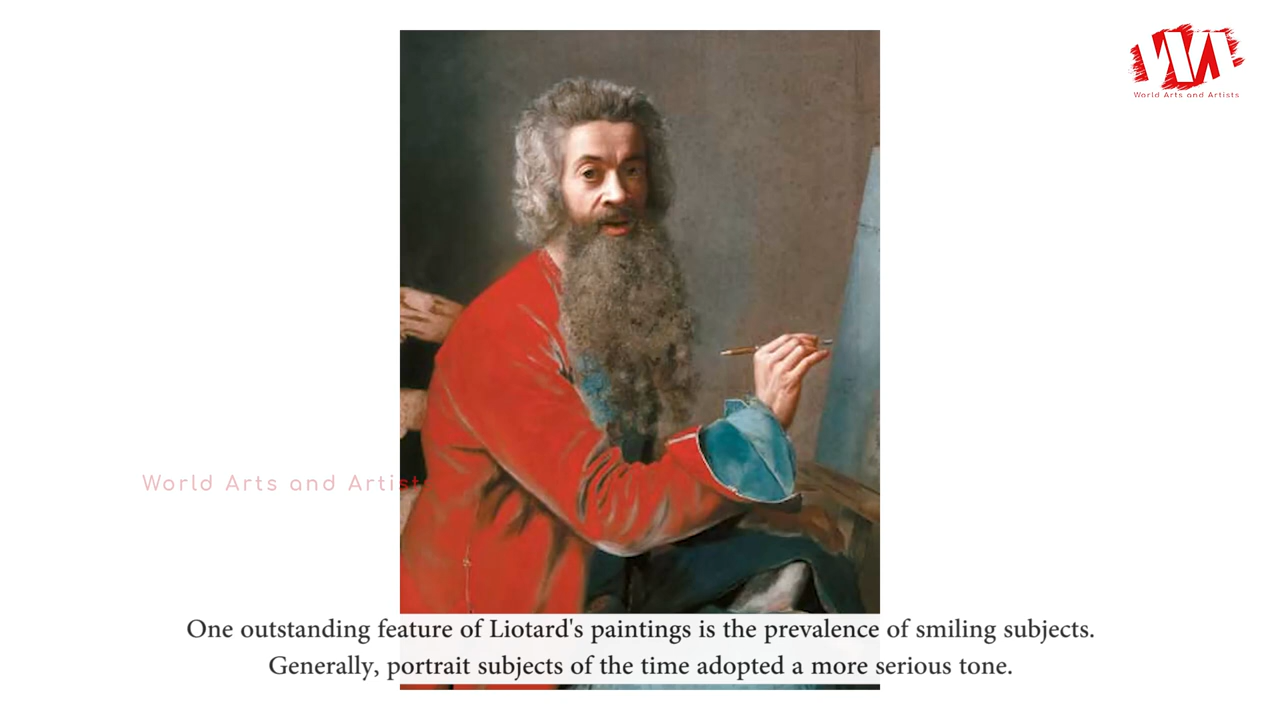 World Arts and Artists
World Arts and Artists
One outstanding feature of Liotard's paintings is the prevalence of smiling subjects.
Generally, portrait subjects of the time adopted a more serious tone.